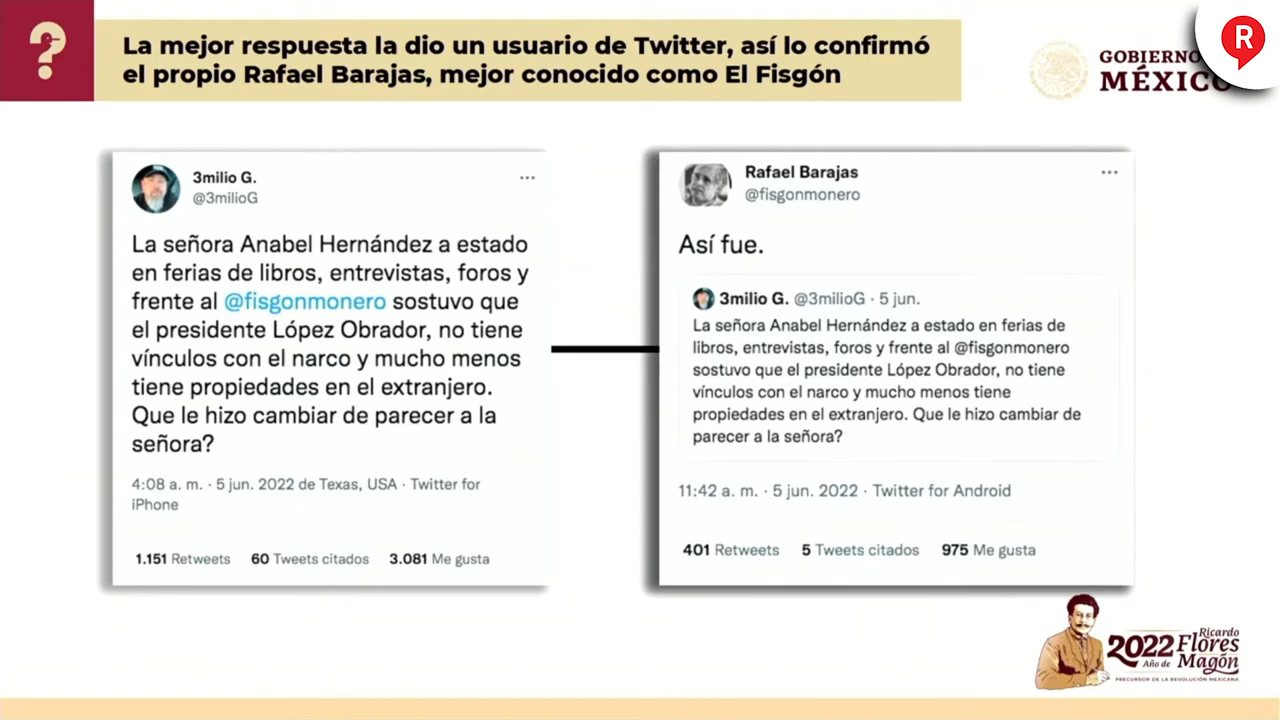 La mejor respuesta la dio un usuario de Twitter, así lo confirmó
el propio Rafael Barajas, mejor conocido como El Fisgón
GOBIERNO
MÉXICO
R
3milio G.
@3milioG
La señora Anabel Hernández a estado
en ferias de libros, entrevistas, foros y
frente al @fisgonmonero sostuvo que
el presidente López Obrador, no tiene
vínculos con el narco y mucho menos
tiene propiedades en el extranjero.
Que le hizo cambiar de parecer a la
señora?
4:08 a. m. · 5 jun. 2022 de Texas, USA · Twitter for
iPhone
1.151 Retweets 60 Tweets citados 3.081 Me gusta
Rafael Barajas
@fisgonmonero
Así fue.
3milio G. @3milioG · 5 jun.
La señora Anabel Hernández a estado en ferias de
libros, entrevistas, foros y frente al @fisgonmonero
sostuvo que el presidente López Obrador, no tiene
vínculos con el narco y mucho menos tiene
propiedades en el extranjero. Que le hizo cambiar de
parecer a la señora?
11:42 a. m. · 5 jun. 2022 · Twitter for Android
401 Retweets 5 Tweets citados 975 Me gusta
2022 Ricardo
Año de Flores
Magón
PRECURSOR DE LA REVOLUCIÓN MEXICANA